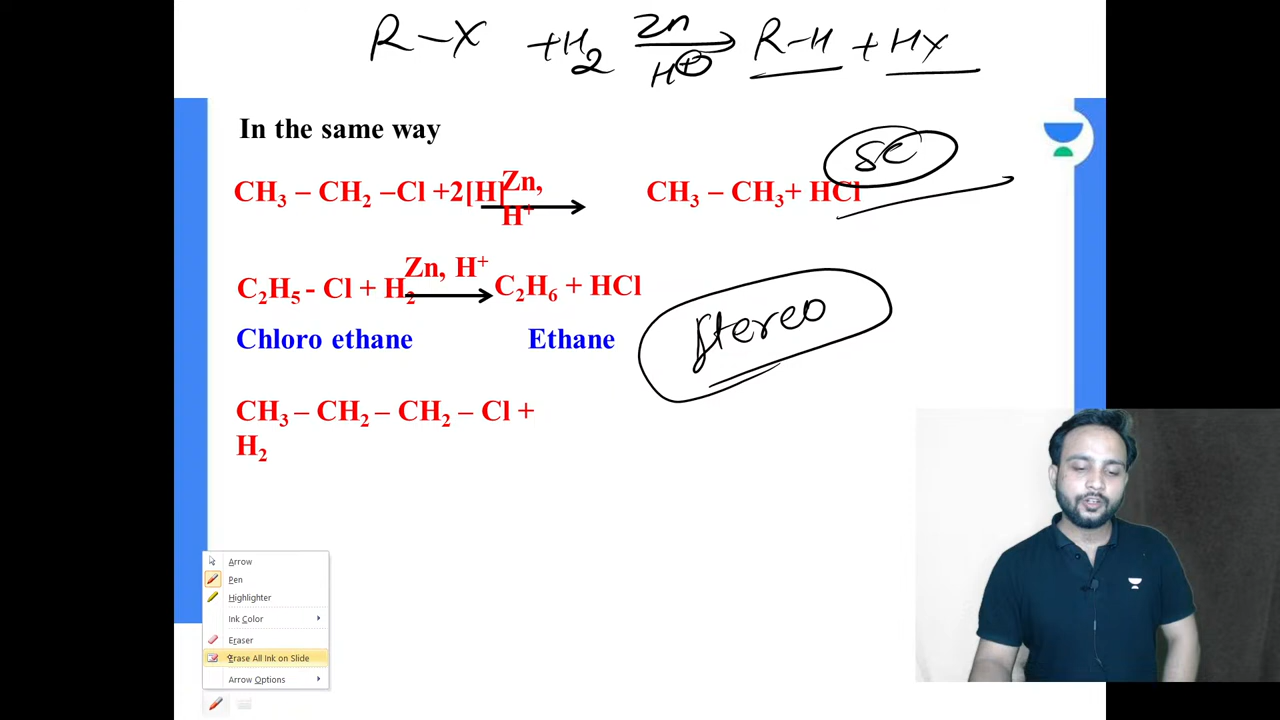 R-X + H₂ Zn H⊕ → R-H + HX
In the same way
CH₃ – CH₂ –Cl +2[H] Zn, H⁺ → CH₃ – CH₃+ HCl
C₂H₅ - Cl + H₂ Zn, H⁺ → C₂H₆ + HCl
Chloro ethane Ethane
Stereo
CH₃ – CH₂ – CH₂ – Cl +
H₂
Arrow
Pen
Highlighter
Ink Color
Eraser
Erase All Ink on Slide
Arrow Options